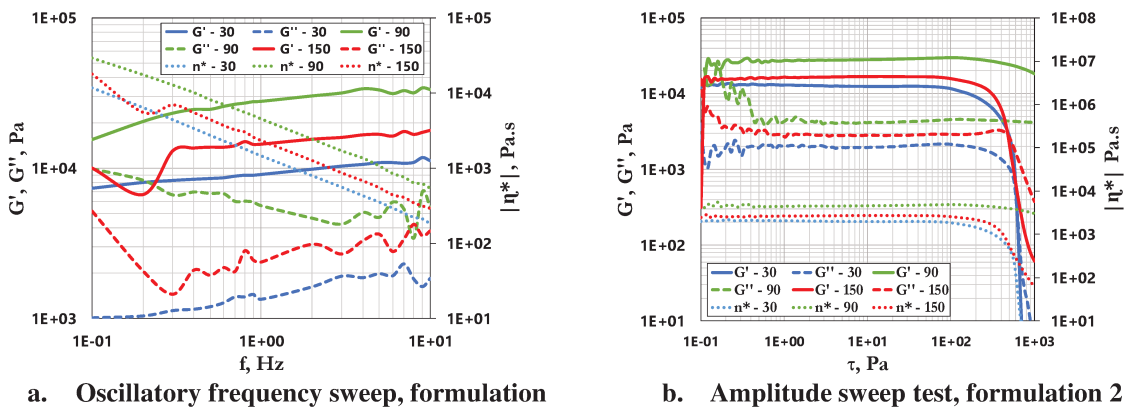 1E+05
1E+04
1E+03
G', G'', Pa
G' - 30 G'' - 30 G' - 90
G'' - 90 G' - 150 G'' - 150
n* - 30 n* - 90 n* - 150
1E+05
1E+04
1E+03
1E+02
1E+01
|η*|, Pa.s
1E-01 1E+00 1E+01
f, Hz
a. Oscillatory frequency sweep, formulation
1E+05
1E+04
1E+03
1E+02
1E+01
G', G'', Pa
G' - 30 G'' - 30 G' - 90
G'' - 90 G' - 150 G'' - 150
n* - 30 n* - 90 n* - 150
1E+08
1E+07
1E+06
1E+05
1E+04
1E+03
1E+02
1E+01
|η*| Pa.s
1E-01 1E+00 1E+01 1E+02 1E+03
τ, Pa
b. Amplitude sweep test, formulation 2